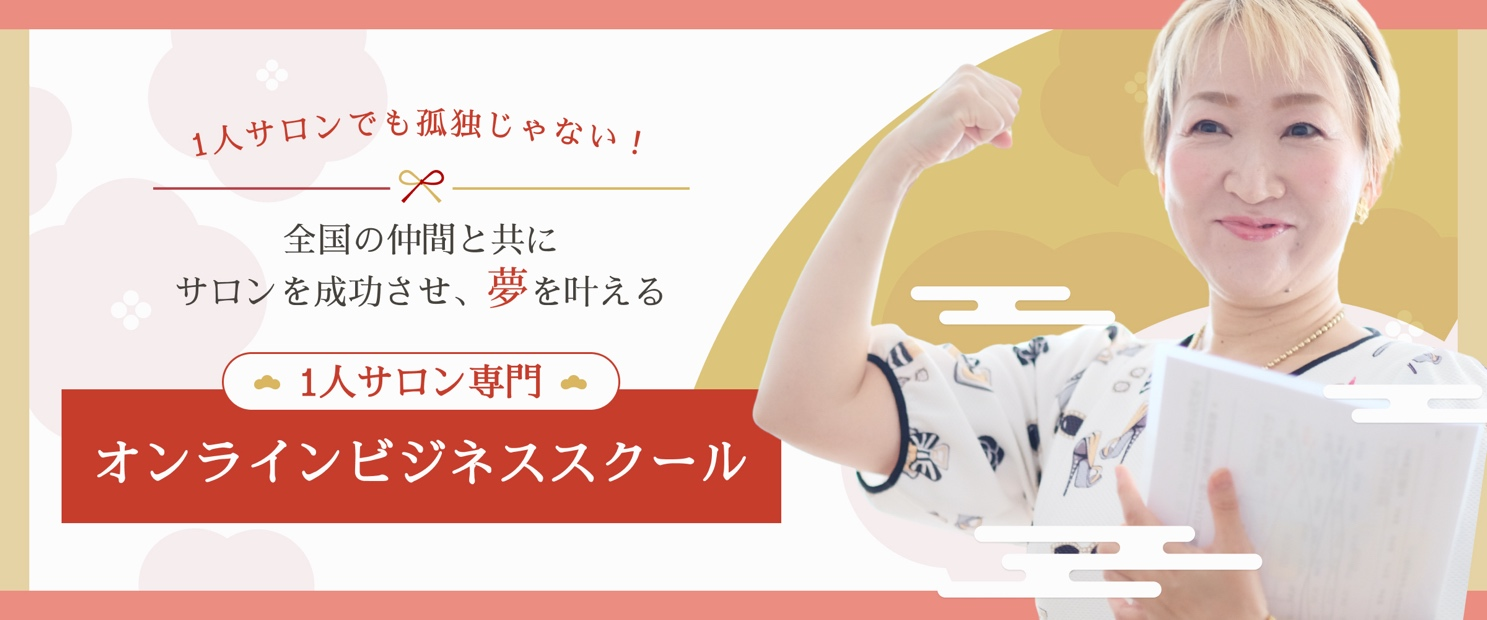 1人サロンでも孤独じゃない！
全国の仲間と共に
サロンを成功させ、夢を叶える
1人サロン専門
オンラインビジネススクール